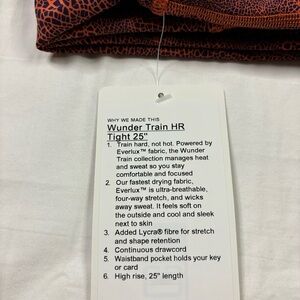 WHY WE MADE THIS
Wunder Train HR
Tight 25"
1. Train hard, not hot. Powered by
Everlux™ fabric, the Wunder
Train collection manages heat
and sweat so you stay
comfortable and focused
2. Our fastest drying fabric,
Everlux™ is ultra-breathable,
four-way stretch, and wicks
away sweat. It feels soft on
the outside and cool and sleek
next to skin
3. Added Lycra® fibre for stretch
and shape retention
4. Continuous drawcord
5. Waistband pocket holds your key
or card
6. High rise, 25" length